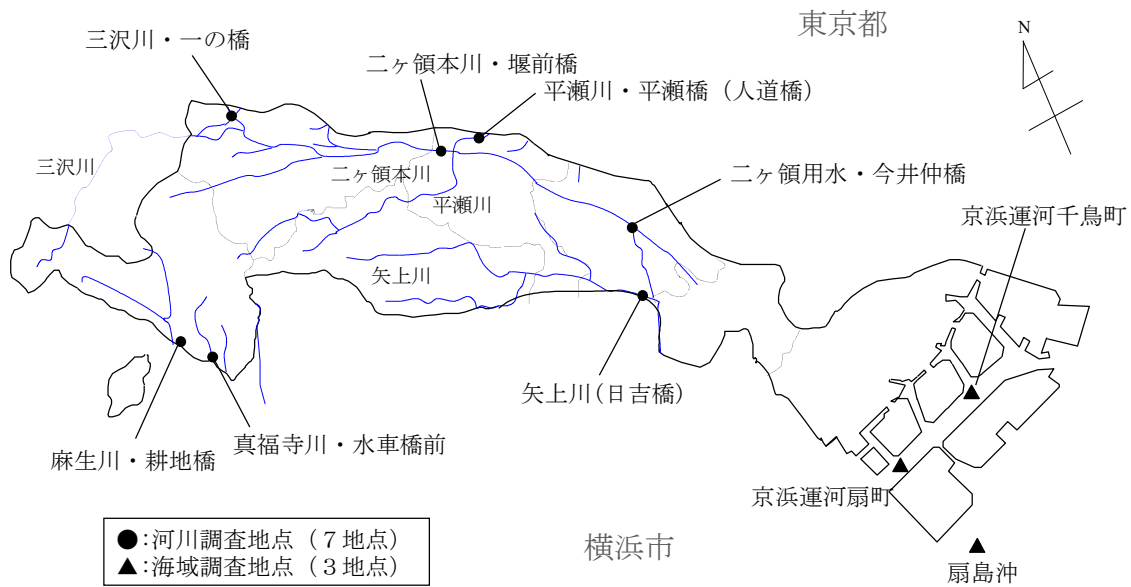 東京都
三沢川・一の橋
N
二ヶ領本川・堰前橋
平瀬川・平瀬橋（人道橋）
三沢川
二ヶ領本川
二ヶ領用水・今井仲橋
平瀬川
京浜運河千鳥町
矢上川
矢上川(日吉橋)
真福寺川・水車橋前
麻生川・耕地橋
京浜運河扇町
●:河川調査地点（７地点）
▲:海域調査地点（３地点）
横浜市
扇島沖